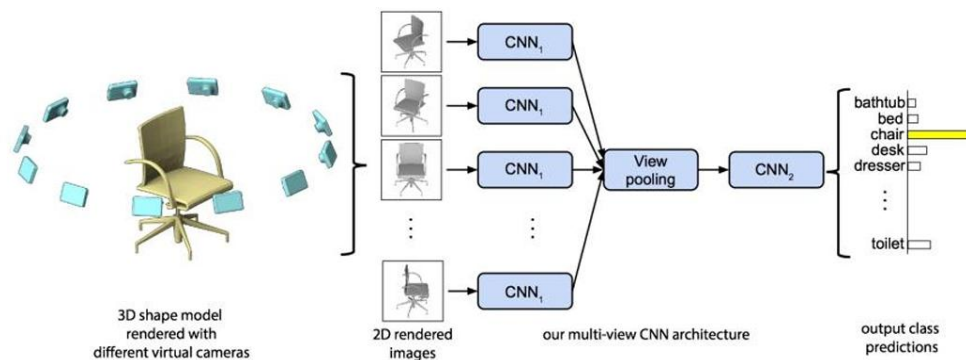 CNN₁
CNN₁
CNN₁
CNN₁
View
pooling
CNN₂
bathtub
bed
chair
desk
dresser
toilet
3D shape model
rendered with
different virtual cameras
2D rendered
images
our multi-view CNN architecture
output class
predictions